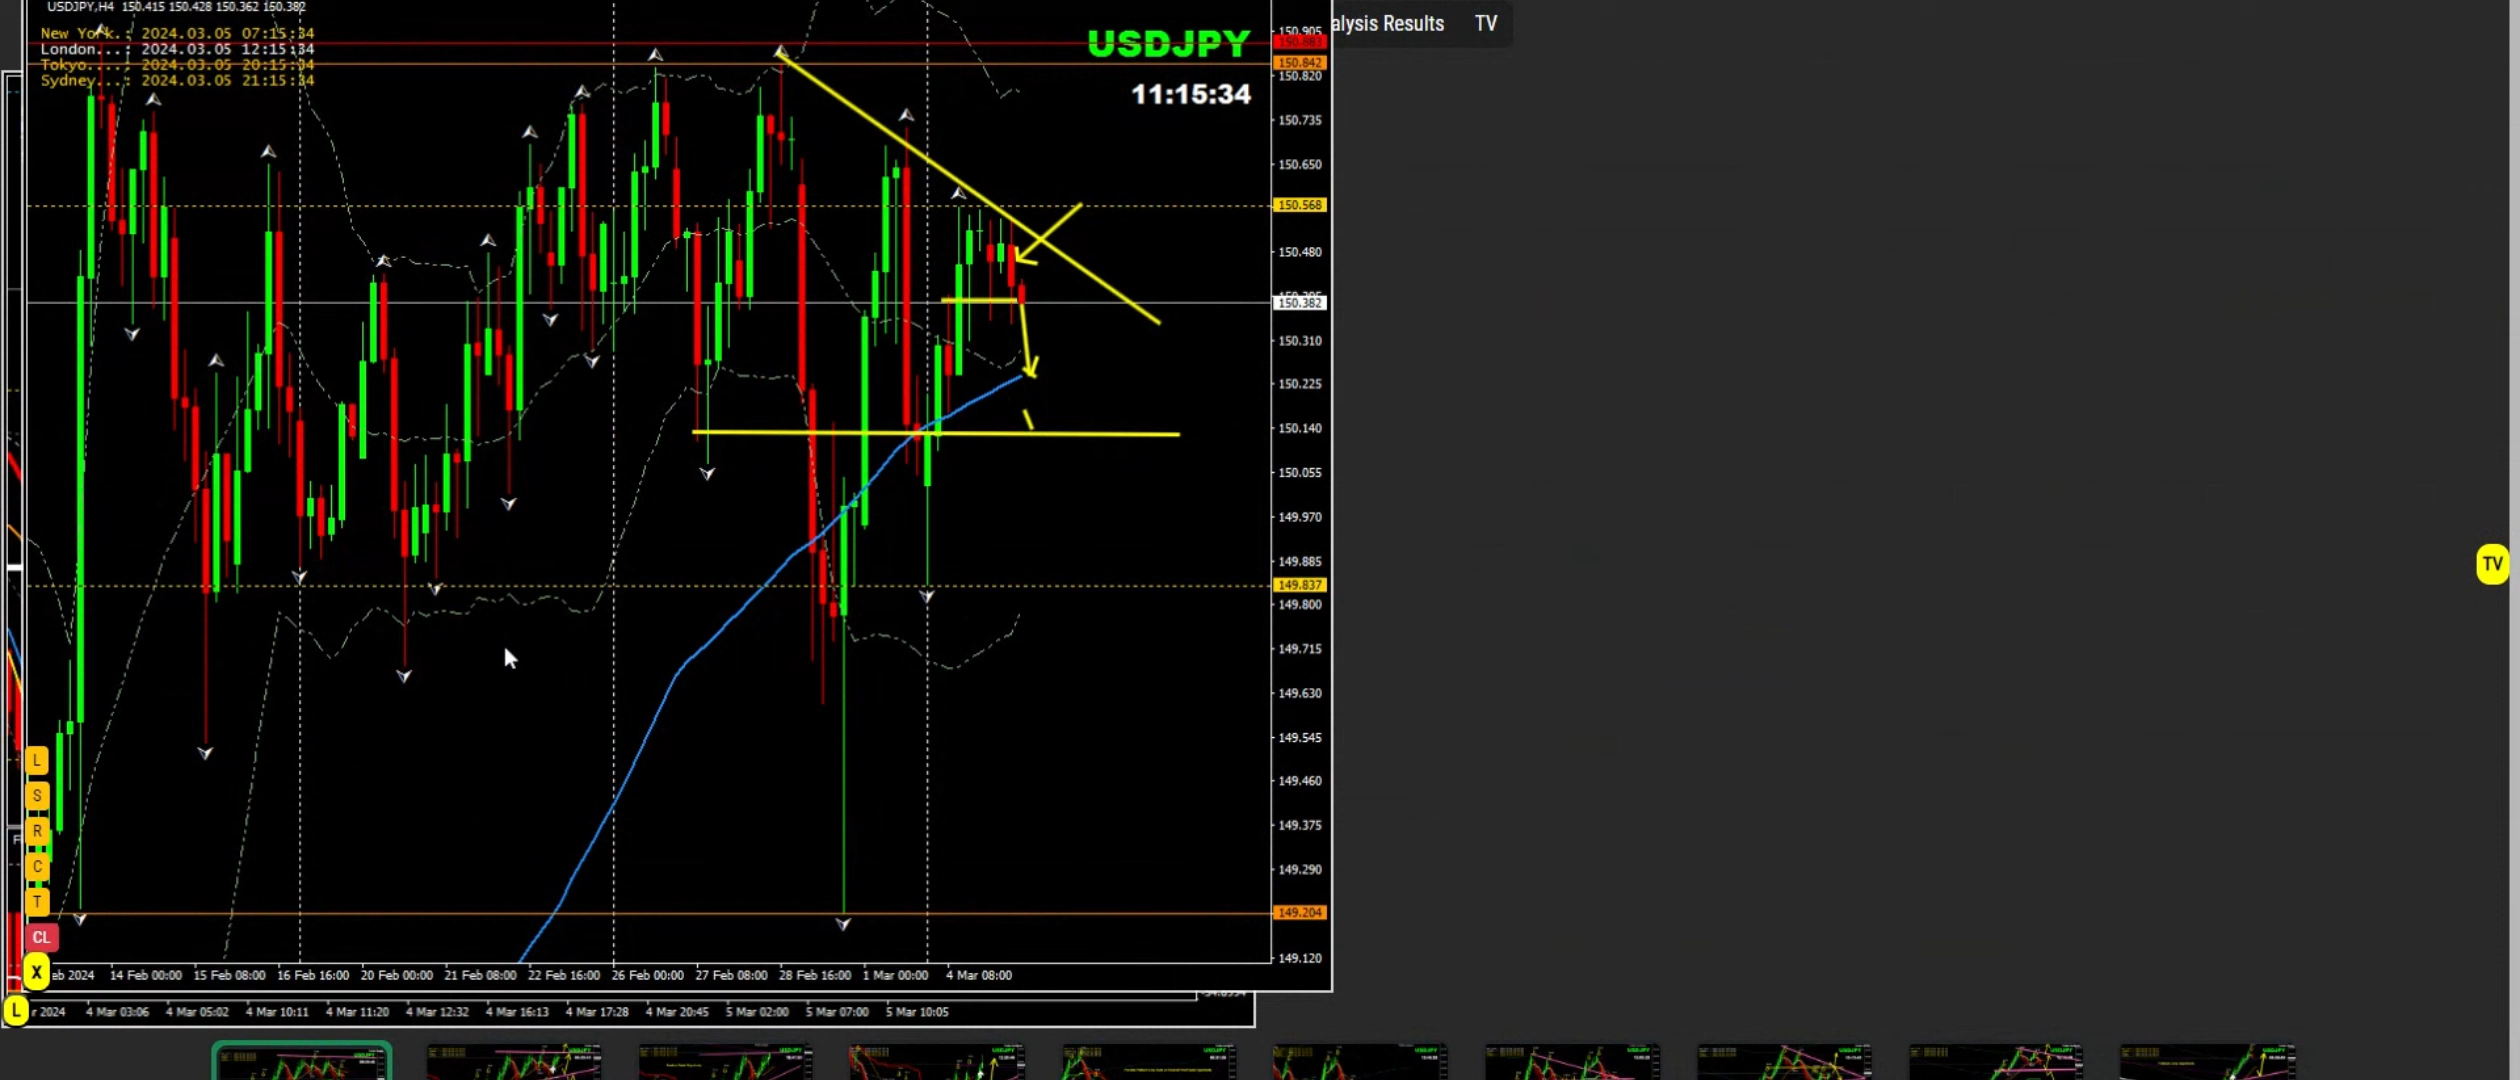 USDJPY,H4 150.415 150.428 150.362 150.382
alysis Results TV
New York.: 2024.03.05 07:15:34
London...: 2024.03.05 12:15:34
Tokyo....: 2024.03.05 20:15:34
Sydney...: 2024.03.05 21:15:34
USDJPY
11:15:34
150.905
150.883
150.842
150.820
150.735
150.650
150.568
150.480
150.382
150.310
150.225
150.140
150.055
149.970
149.885
149.837
149.800
149.715
149.630
149.545
149.460
149.375
149.290
149.204
149.120
TV
L
S
R
C
T
CL
X
eb 2024 14 Feb 00:00 15 Feb 08:00 16 Feb 16:00 20 Feb 00:00 21 Feb 08:00 22 Feb 16:00 26 Feb 00:00 27 Feb 08:00 28 Feb 16:00 1 Mar 00:00 4 Mar 08:00
L
r 2024 4 Mar 03:06 4 Mar 05:02 4 Mar 10:11 4 Mar 11:20 4 Mar 12:32 4 Mar 16:13 4 Mar 17:28 4 Mar 20:45 5 Mar 02:00 5 Mar 07:00 5 Mar 10:05